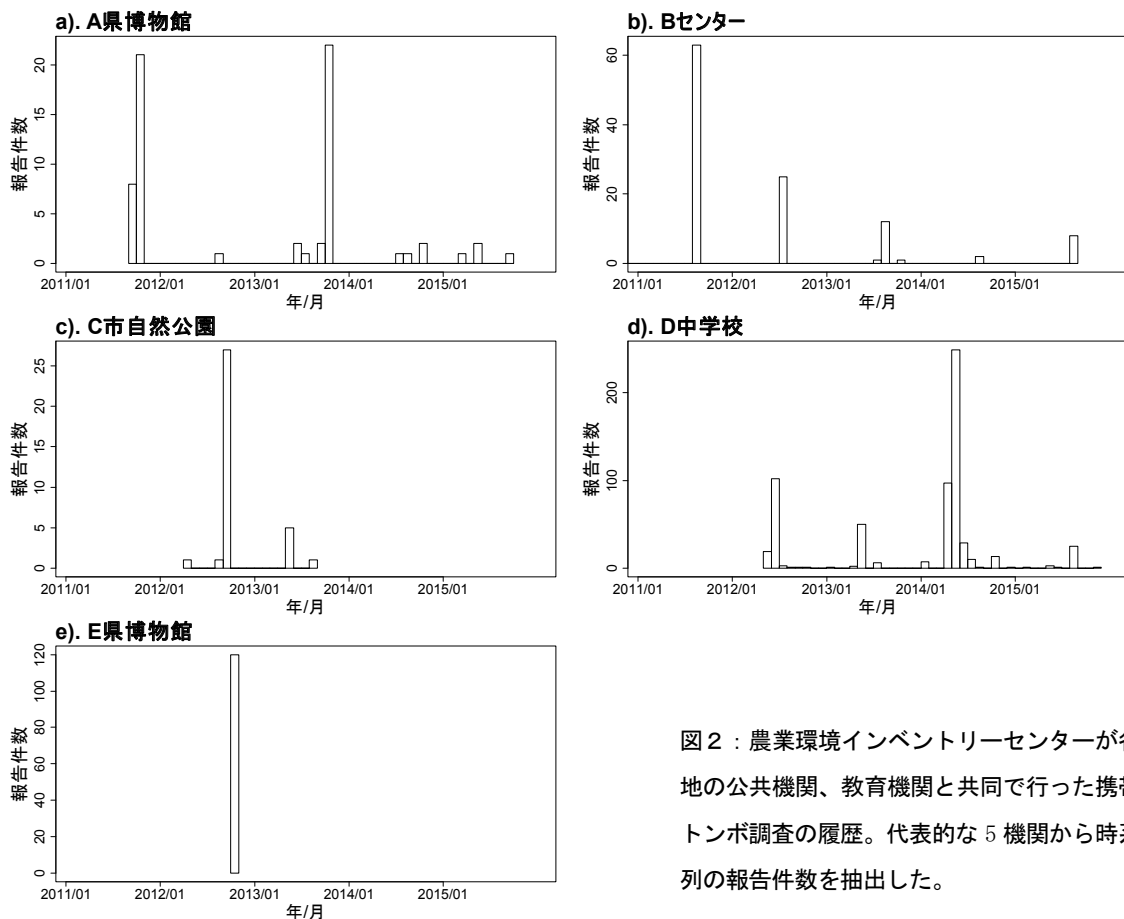 a). A県博物館
報告件数
0
5
10
15
20
2011/01 2012/01 2013/01 2014/01 2015/01
年/月
b). Bセンター
報告件数
0
20
40
60
2011/01 2012/01 2013/01 2014/01 2015/01
年/月
c). C市自然公園
報告件数
0
5
10
15
20
25
2011/01 2012/01 2013/01 2014/01 2015/01
年/月
d). D中学校
報告件数
0
100
200
2011/01 2012/01 2013/01 2014/01 2015/01
年/月
e). E県博物館
報告件数
0
20
40
60
80
100
120
2011/01 2012/01 2013/01 2014/01 2015/01
年/月
図2:農業環境インベントリーセンターが
地の公共機関、教育機関と共同で行った携
トンボ調査の履歴。代表的な5機関から時
列の報告件数を抽出した。